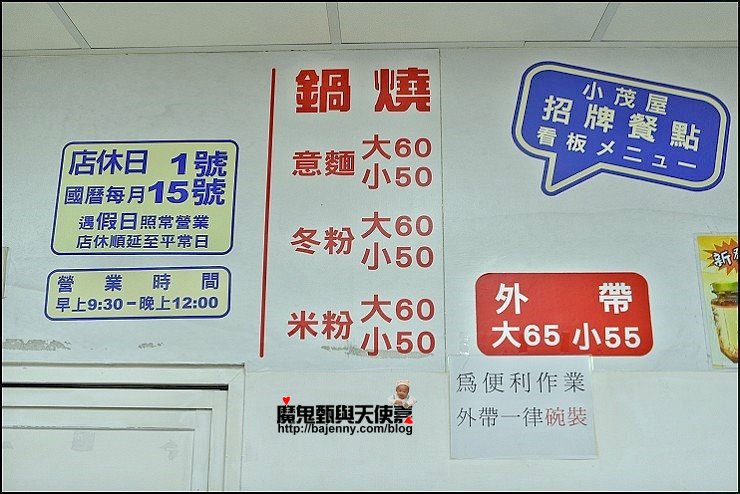 店休日 1號
國曆每月15號
遇假日照常營業
店休順延至平常日
營業時間
早上9:30－晚上12:00
鍋燒
意麵 大60
小50
冬粉 大60
小50
米粉 大60
小50
小茂屋
招牌餐點
看板メニュー
外帶
大65 小55
為便利作業
外帶一律碗裝
新
魔鬼甄與天使嘉
http://bajenny.com/blog